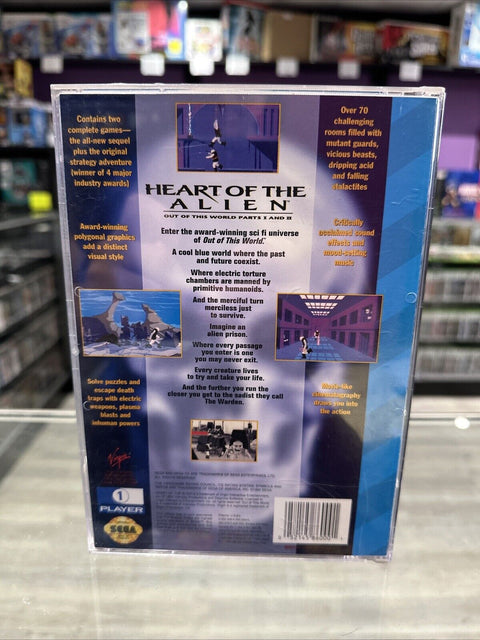 Contains two
complete games—
the all-new sequel
plus the original
strategy adventure
(winner of 4 major
industry awards)
Over 70
challenging
rooms filled with
mutant guards,
vicious beasts,
dripping acid
and falling
stalactites
HEART OF THE
ALIEN
OUT OF THIS WORLD PARTS I AND II
Award-winning
polygonal graphics
add a distinct
visual style
Critically
acclaimed sound
effects and
mood-setting
music
Enter the award-winning sci fi universe
of Out of This World.
A cool blue world where the past
and future coexist.
Where electric torture
chambers are manned by
primitive humanoids.
And the merciful turn
merciless just
to survive.
Imagine an
alien prison.
Where every passage
you enter is one
you may never exit.
Every creature lives
to try and take your life.
And the further you run the
closer you get to the sadist they call
The Warden.
Solve puzzles and
escape death
traps with electric
weapons, plasma
blasts and
inhuman powers
Movie-like
cinematography
draws you into
the action
Virgin
1
PLAYER
SEGA